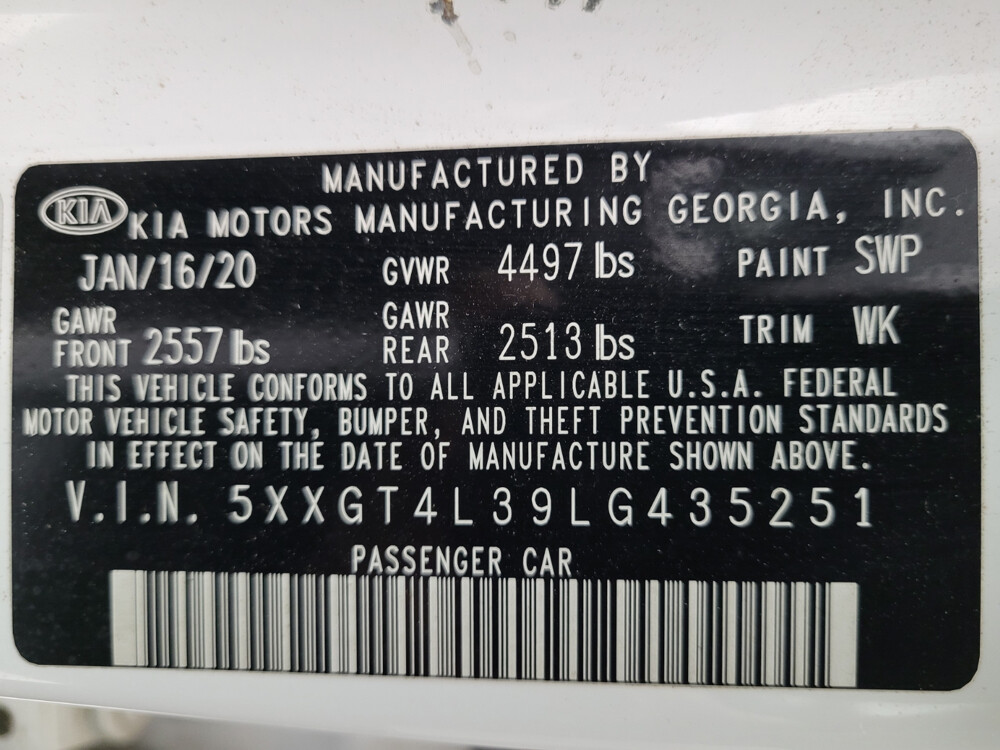 MANUFACTURED BY
KIA KIA MOTORS MANUFACTURING GEORGIA, INC.
JAN/16/20 GVWR 4497 lbs PAINT SWP
GAWR FRONT 2557 lbs GAWR REAR 2513 lbs TRIM WK
THIS VEHICLE CONFORMS TO ALL APPLICABLE U.S.A. FEDERAL
MOTOR VEHICLE SAFETY, BUMPER, AND THEFT PREVENTION STANDARDS
IN EFFECT ON THE DATE OF MANUFACTURE SHOWN ABOVE.
V.I.N. 5XXGT4L39LG435251
PASSENGER CAR